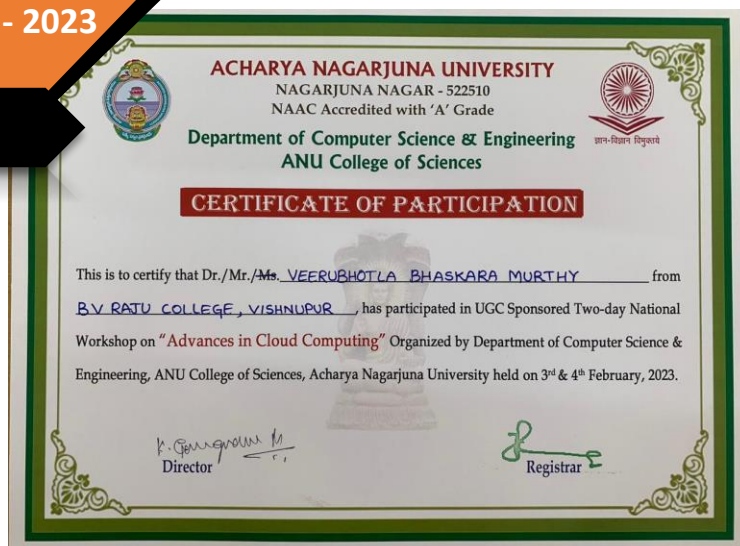 - 2023
ACHARYA NAGARJUNA UNIVERSITY
NAGARJUNA NAGAR - 522510
NAAC Accredited with ‘A’ Grade
Department of Computer Science & Engineering
ANU College of Sciences
ज्ञान-विज्ञान विमुक्तये
CERTIFICATE OF PARTICIPATION
This is to certify that Dr./Mr./Ms. VEERUBHOTLA BHASKARA MURTHY from
BV RAJU COLLEGE, VISHNUPUR, has participated in UGC Sponsored Two-day National
Workshop on “Advances in Cloud Computing” Organized by Department of Computer Science &
Engineering, ANU College of Sciences, Acharya Nagarjuna University held on 3rd & 4th February, 2023.
Director
Registrar